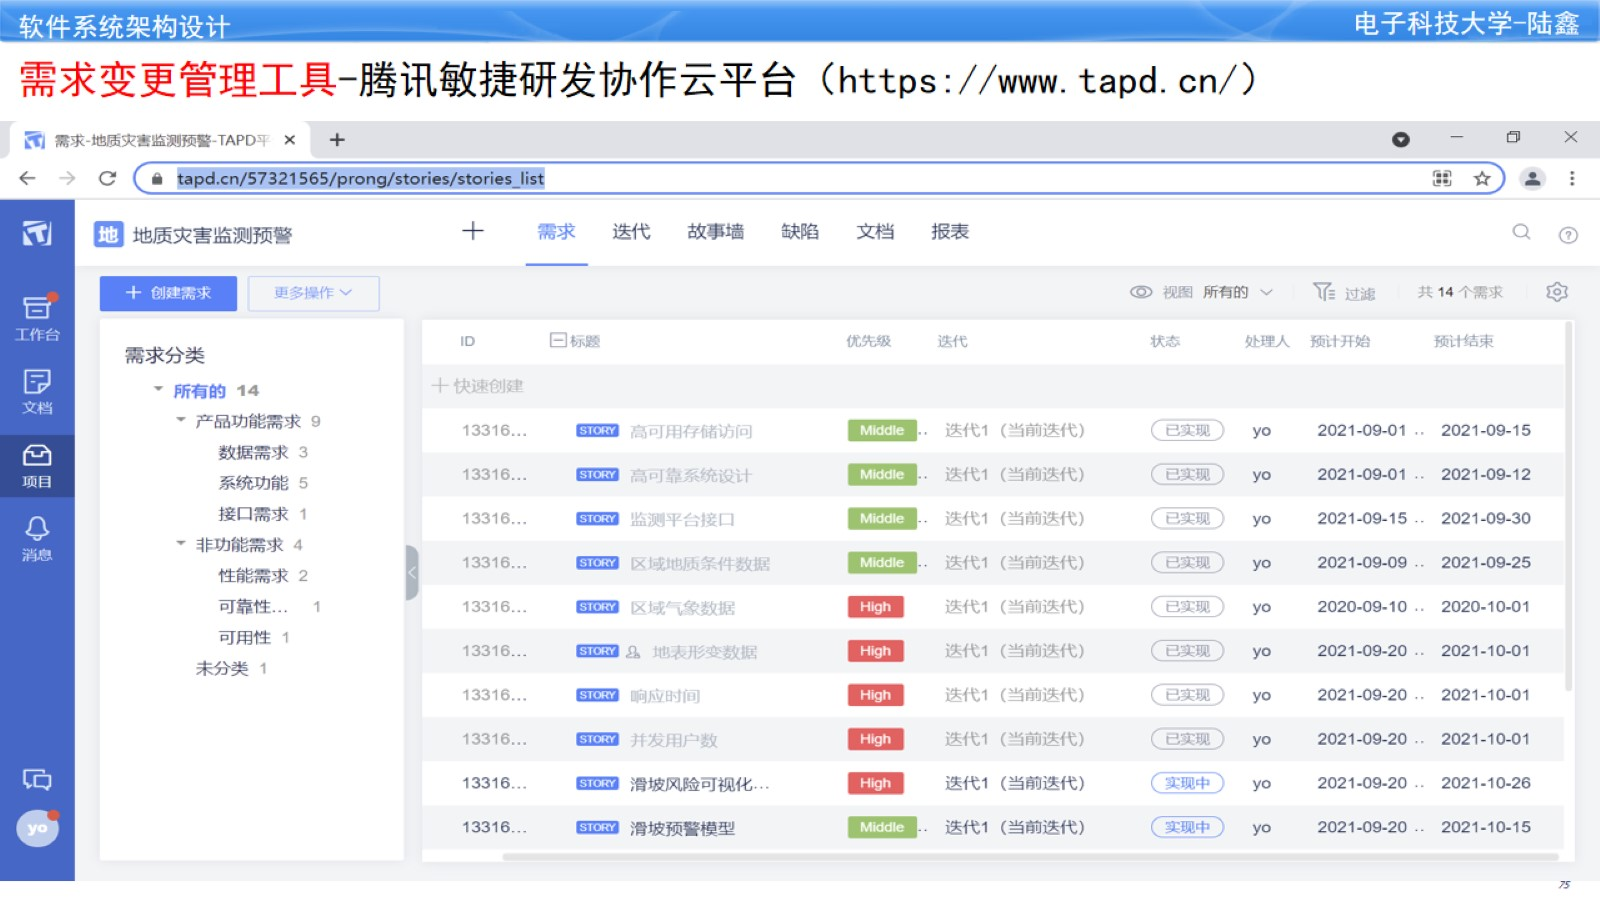 软件系统架构设计
电子科技大学-陆鑫
需求变更管理工具-腾讯敏捷研发协作云平台（https://www.tapd.cn/）
需求-地质灾害监测预警-TAPD平
tapd.cn/57321565/prong/stories/stories_list
地 地质灾害监测预警
需求 迭代 故事墙 缺陷 文档 报表
工作台
文档
项目
消息
yo
创建需求 更多操作
视图 所有的 过滤 共 14 个需求
需求分类
所有的 14
产品功能需求 9
数据需求 3
系统功能 5
接口需求 1
非功能需求 4
性能需求 2
可靠性... 1
可用性 1
未分类 1
ID 标题 优先级 迭代 状态 处理人 预计开始 预计结束
快速创建
13316... STORY 高可用存储访问 Middle .. 迭代1（当前迭代） 已实现 yo 2021-09-01 .. 2021-09-15
13316... STORY 高可靠系统设计 Middle .. 迭代1（当前迭代） 已实现 yo 2021-09-01 .. 2021-09-12
13316... STORY 监测平台接口 Middle .. 迭代1（当前迭代） 已实现 yo 2021-09-15 .. 2021-09-30
13316... STORY 区域地质条件数据 Middle .. 迭代1（当前迭代） 已实现 yo 2021-09-09 .. 2021-09-25
13316... STORY 区域气象数据 High 迭代1（当前迭代） 已实现 yo 2020-09-10 .. 2020-10-01
13316... STORY 地表形变数据 High 迭代1（当前迭代） 已实现 yo 2021-09-20 .. 2021-10-01
13316... STORY 响应时间 High 迭代1（当前迭代） 已实现 yo 2021-09-20 .. 2021-10-01
13316... STORY 并发用户数 High 迭代1（当前迭代） 已实现 yo 2021-09-20 .. 2021-10-01
13316... STORY 滑坡风险可视化... High 迭代1（当前迭代） 实现中 yo 2021-09-20 .. 2021-10-26
13316... STORY 滑坡预警模型 Middle .. 迭代1（当前迭代） 实现中 yo 2021-09-20 .. 2021-10-15
75